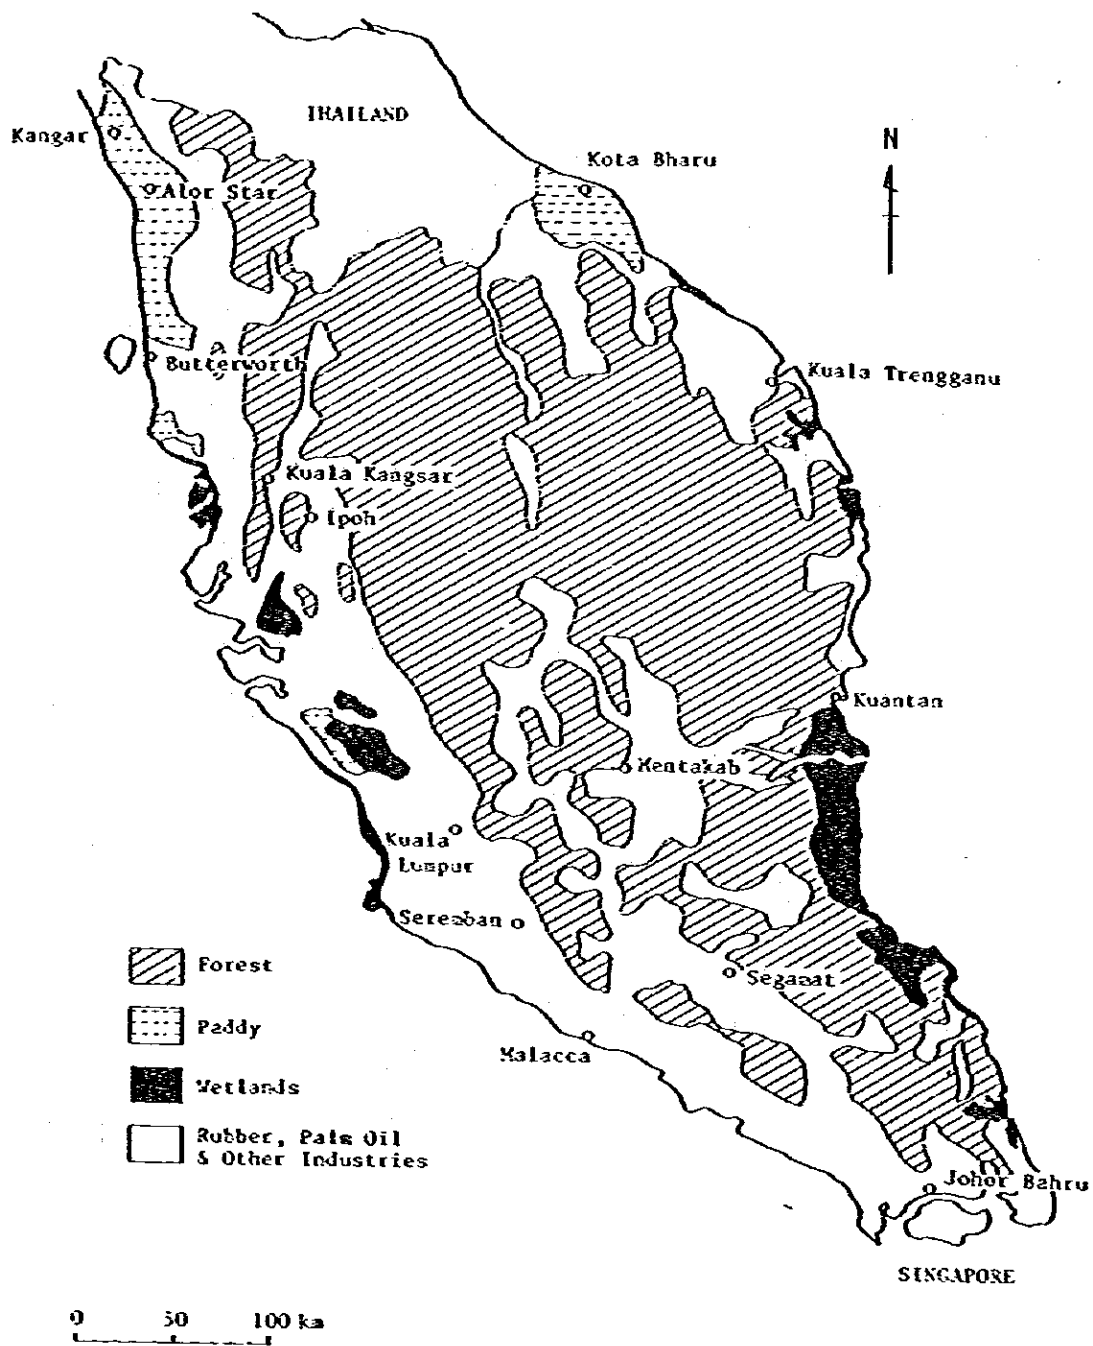 THAILAND
N
Kangar
Kota Bharu
Alor Star
Butterworth
Kuala Trengganu
Kuala Kangsar
Ipoh
Kuantan
Mentakab
Kuala
Lumpur
Seremban
Segamat
Malacca
Johor Bahru
SINGAPORE
Forest
Paddy
Wetlands
Rubber, Palm Oil
& Other Industries
0 50 100 km